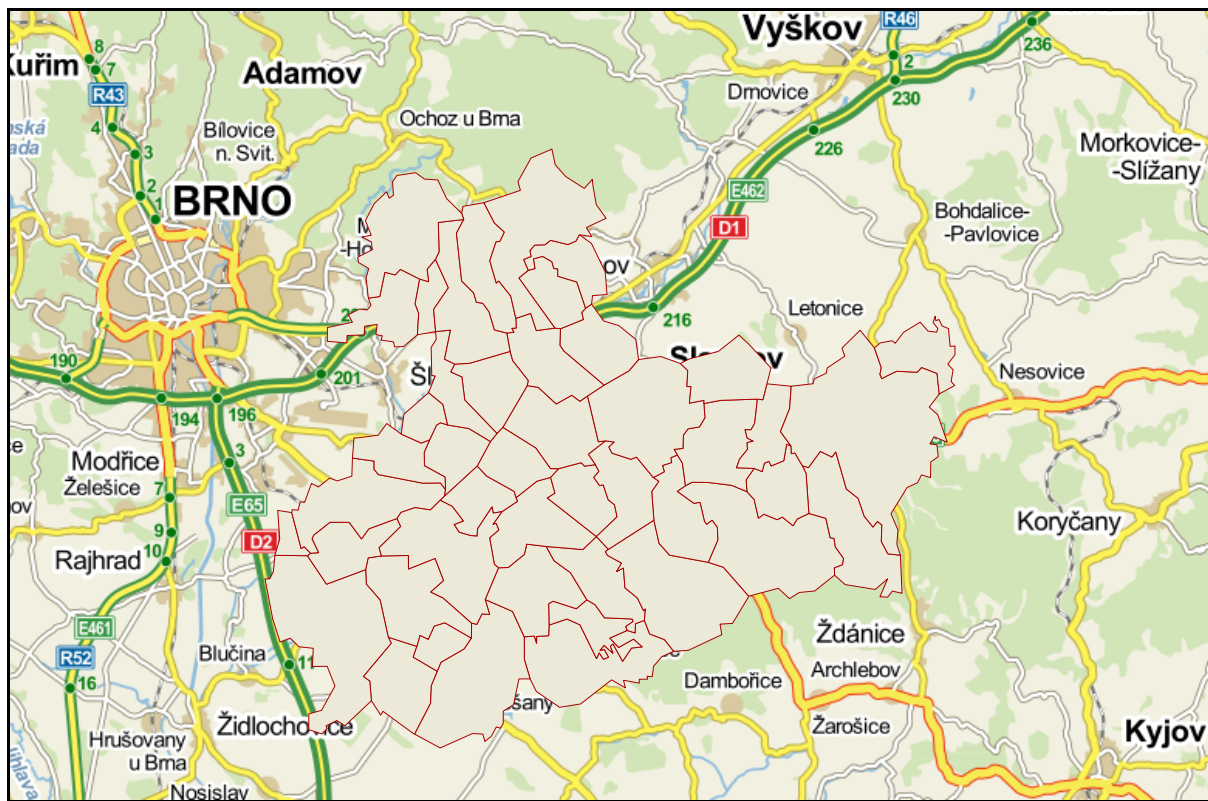 Vyškov
R46
236
8
Kuřim
7
Adamov
2
Drnovice
230
R43
Ochoz u Brna
4
Bílovice
n. Svit.
226
Morkovice-
-Slížany
3
2
E462
BRNO
1
D1
Bohdalice-
-Pavlovice
216
Letonice
190
201
Nesovice
194
196
Modřice
3
Želešice
7
E65
Koryčany
9
D2
Rajhrad
10
E461
Ždánice
R52
Blučina
11
Archlebov
16
Dambořice
Žarošice
Hrušovany
u Brna
Kyjov
Nosislav